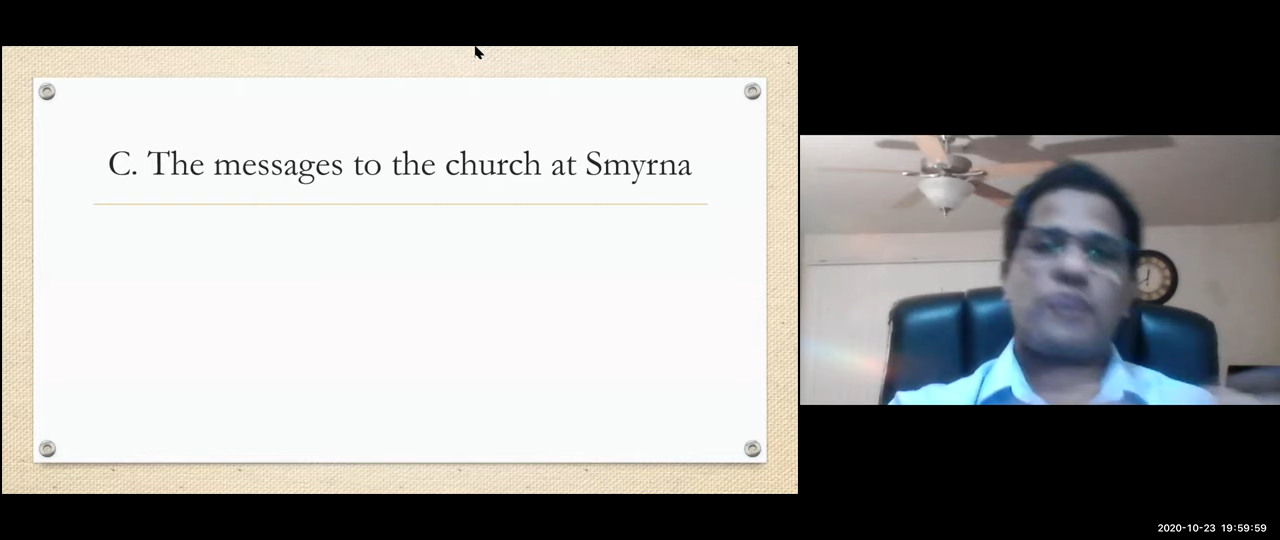 C. The messages to the church at Smyrna
2020-10-23 19:59:59